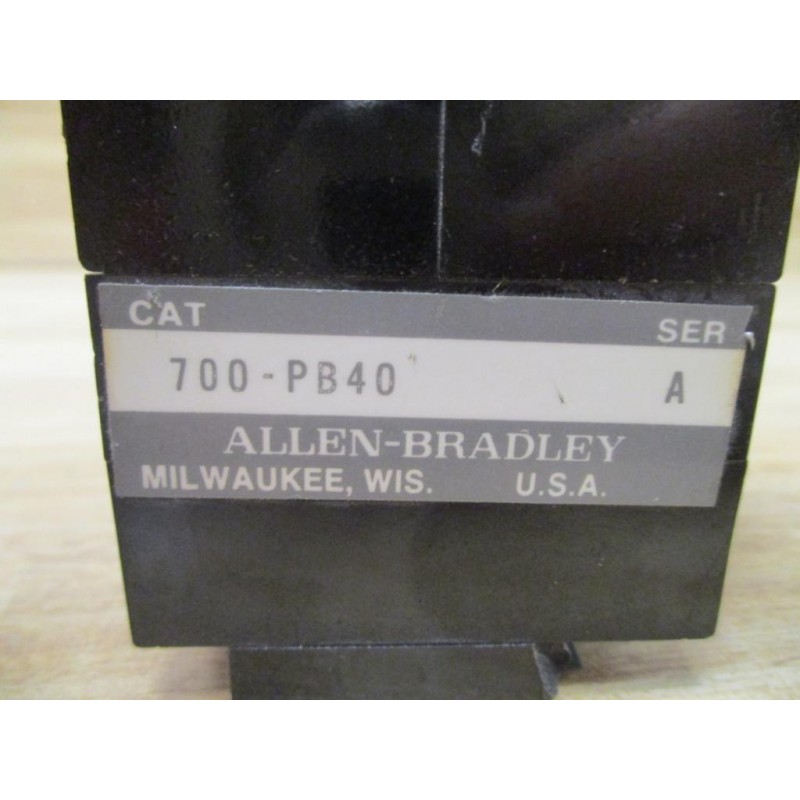 CAT SER
700-PB40 A
ALLEN-BRADLEY
MILWAUKEE, WIS. U.S.A.